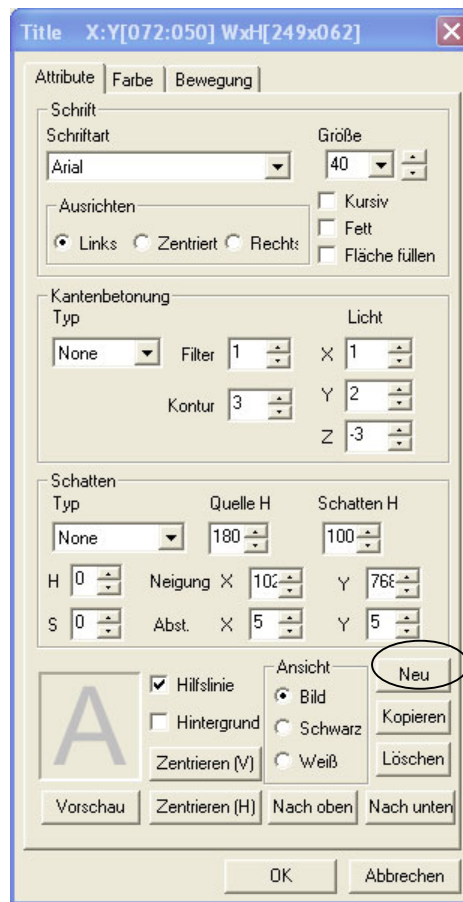 Title X:Y[072:050] WxH[249x062]
Attribute Farbe Bewegung
Schrift
Schriftart Größe
Arial 40
Ausrichten Kursiv
Fett
Links Zentriert Rechts Fläche füllen
Kantenbetonung
Typ Licht
None Filter 1 X 1
Kontur 3 Y 2
Z -3
Schatten
Typ Quelle H Schatten H
None 180 100
H 0 Neigung X 102 Y 768
S 0 Abst. X 5 Y 5
A
Hilfslinie Ansicht Neu
Bild
Hintergrund Schwarz Kopieren
Zentrieren (V) Weiß Löschen
Vorschau Zentrieren (H) Nach oben Nach unten
OK Abbrechen